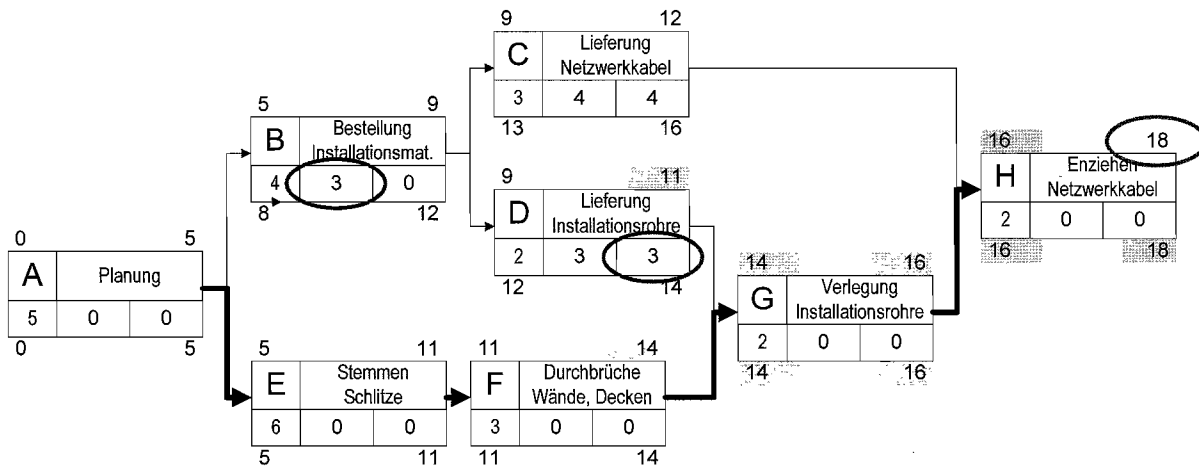 0 5
A Planung
5 0 0
0 5
5 9
B Bestellung
Installationsmat.
4 3 0
8 12
9 12
C Lieferung
Netzwerkkabel
3 4 4
13 16
9 11
D Lieferung
Installationsrohre
2 3 3
12 14
5 11
E Stemmen
Schlitze
6 0 0
5 11
11 14
F Durchbrüche
Wände, Decken
3 0 0
11 14
14 16
G Verlegung
Installationsrohre
2 0 0
14 16
16 18
H Enziehen
Netzwerkkabel
2 0 0
16 18